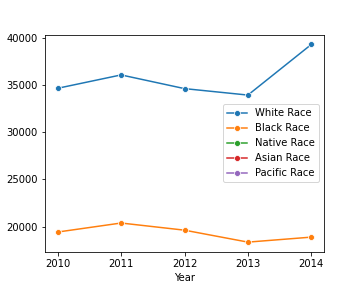 40000
35000
30000
25000
20000
White Race
Black Race
Native Race
Asian Race
Pacific Race
2010 2011 2012 2013 2014
Year